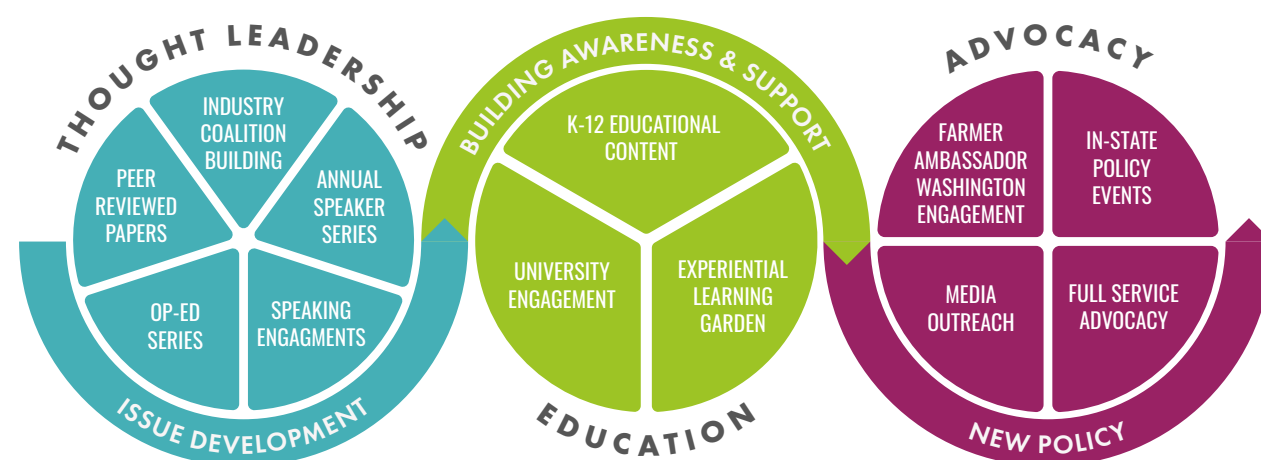 THOUGHT LEADERSHIP
INDUSTRY
COALITION
BUILDING
PEER
REVIEWED
PAPERS
ANNUAL
SPEAKER
SERIES
OP-ED
SERIES
SPEAKING
ENGAGMENTS
ISSUE DEVELOPMENT
BUILDING AWARENESS & SUPPORT
K-12 EDUCATIONAL
CONTENT
UNIVERSITY
ENGAGEMENT
EXPERIENTIAL
LEARNING
GARDEN
EDUCATION
ADVOCACY
FARMER
AMBASSADOR
WASHINGTON
ENGAGEMENT
IN-STATE
POLICY
EVENTS
MEDIA
OUTREACH
FULL SERVICE
ADVOCACY
NEW POLICY